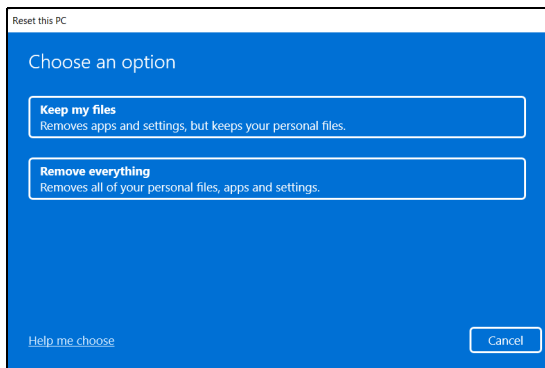 Reset this PC
Choose an option
Keep my files
Removes apps and settings, but keeps your personal files.
Remove everything
Removes all of your personal files, apps and settings.
Help me choose
Cancel